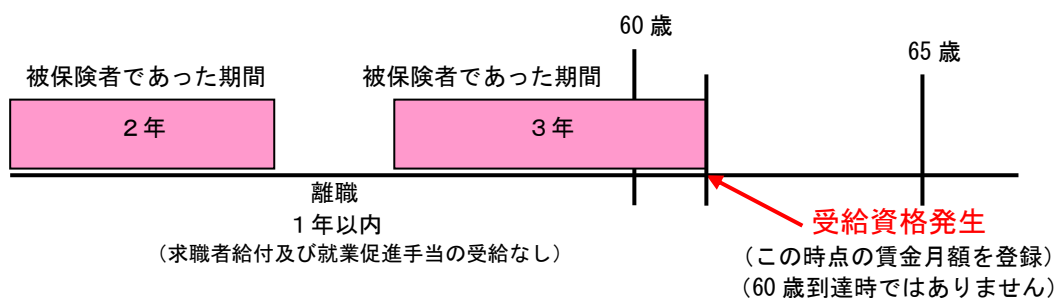 60 歳
65 歳
被保険者であった期間
被保険者であった期間
２年
３年
離職
１年以内
（求職者給付及び就業促進手当の受給なし）
受給資格発生
（この時点の賃金月額を登録）
（60 歳到達時ではありません）